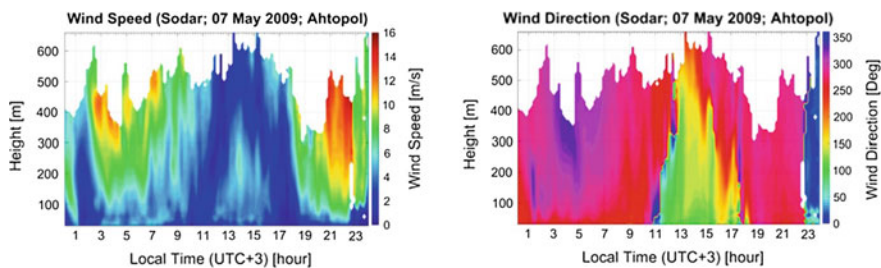 Wind Speed (Sodar; 07 May 2009; Ahtopol)
Height [m]
600
500
400
300
200
100
1 3 5 7 9 11 13 15 17 19 21 23
Local Time (UTC+3) [hour]
16
14
12
10
8
6
4
2
0
Wind Speed [m/s]
Wind Direction (Sodar; 07 May 2009; Ahtopol)
Height [m]
600
500
400
300
200
100
1 3 5 7 9 11 13 15 17 19 21 23
Local Time (UTC+3) [hour]
350
300
250
200
150
100
50
0
Wind Direction [Deg]